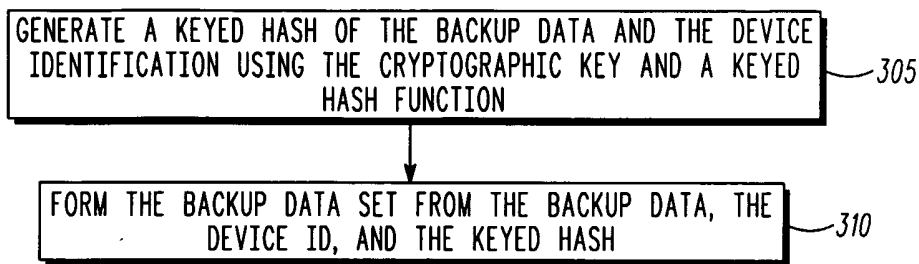 GENERATE A KEYED HASH OF THE BACKUP DATA AND THE DEVICE
IDENTIFICATION USING THE CRYPTOGRAPHIC KEY AND A KEYED
HASH FUNCTION
305
FORM THE BACKUP DATA SET FROM THE BACKUP DATA, THE
DEVICE ID, AND THE KEYED HASH
310